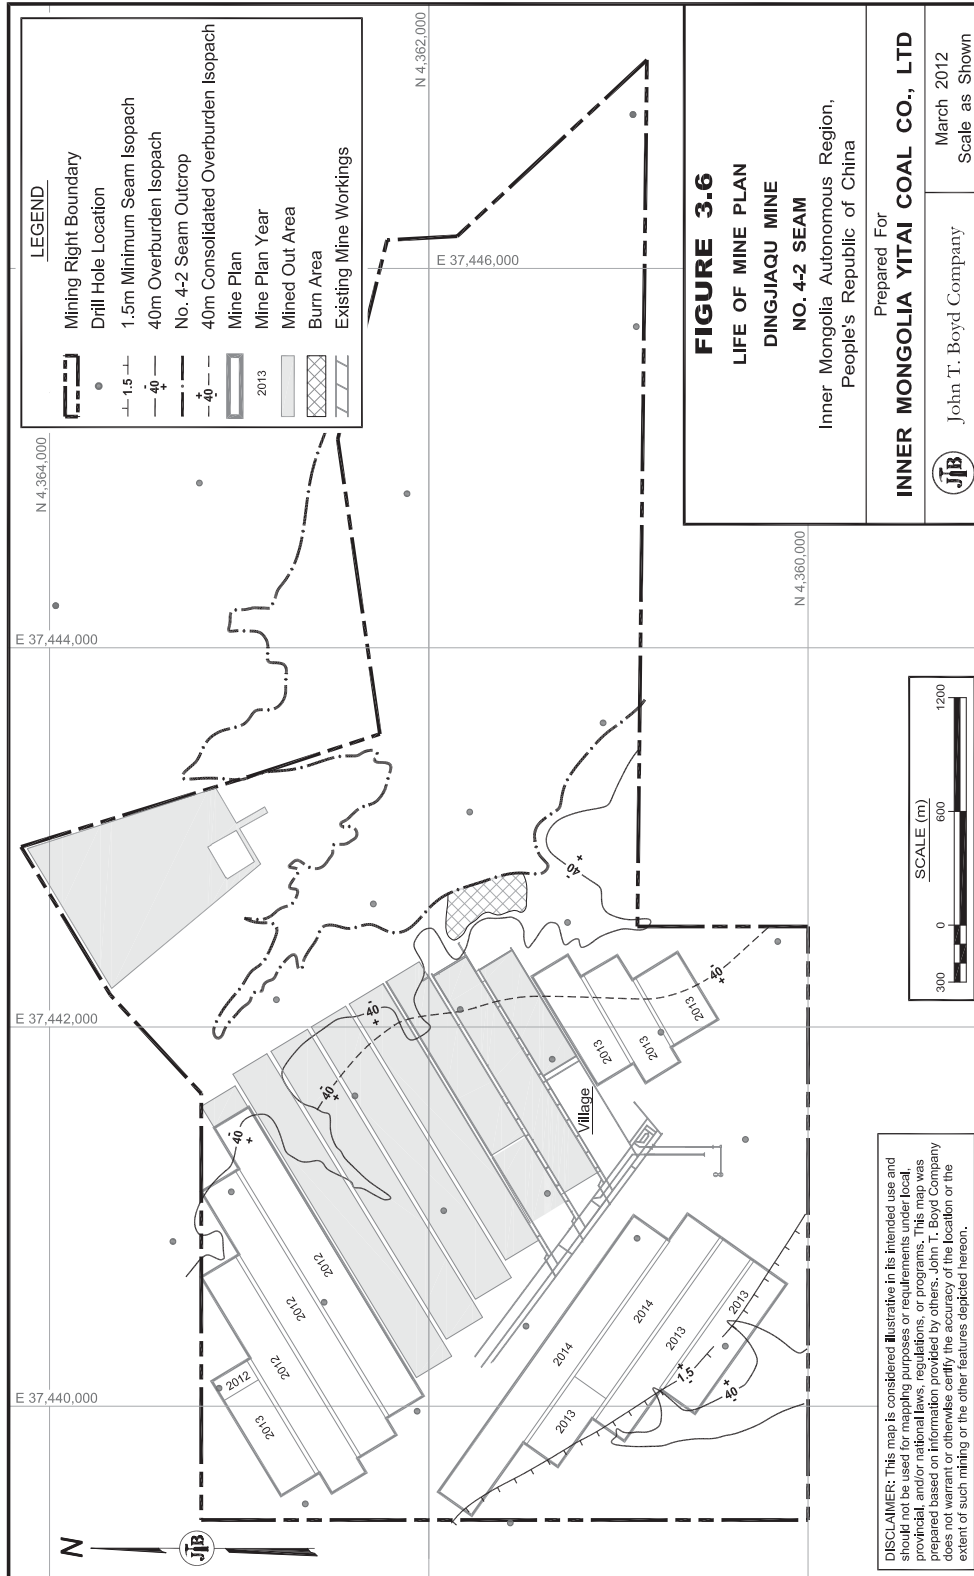 LEGEND
Mining Right Boundary
Drill Hole Location
1.5 1.5m Minimum Seam Isopach
40 - + 40m Overburden Isopach
No. 4-2 Seam Outcrop
40 + - 40m Consolidated Overburden Isopach
Mine Plan
2013 Mine Plan Year
Mined Out Area
Burn Area
Existing Mine Workings
N 4,364,000
N 4,362,000
N 4,360,000
E 37,440,000
E 37,442,000
E 37,444,000
E 37,446,000
N
JTB
2013
2012
2012
2012
40 - +
40 - +
40 - +
40 - +
40 - +
Village
2013
2013
2013
2014
2014
2013
2013
2013
1.5 +
40 - +
FIGURE 3.6
LIFE OF MINE PLAN
DINGJIAQU MINE
NO. 4-2 SEAM
Inner Mongolia Autonomous Region,
People's Republic of China
Prepared For
INNER MONGOLIA YITAI COAL CO., LTD
JTB John T. Boyd Company
March 2012
Scale as Shown
SCALE (m)
300 0 600 1200
DISCLAIMER: This map is considered illustrative in its intended use and
should not be used for mapping purposes or requirements under local,
provincial, and/or national laws, regulations, or programs. This map was
prepared based on information provided by others. John T. Boyd Company
does not warrant or otherwise certify the accuracy of the location or the
extent of such mining or the other features depicted hereon.